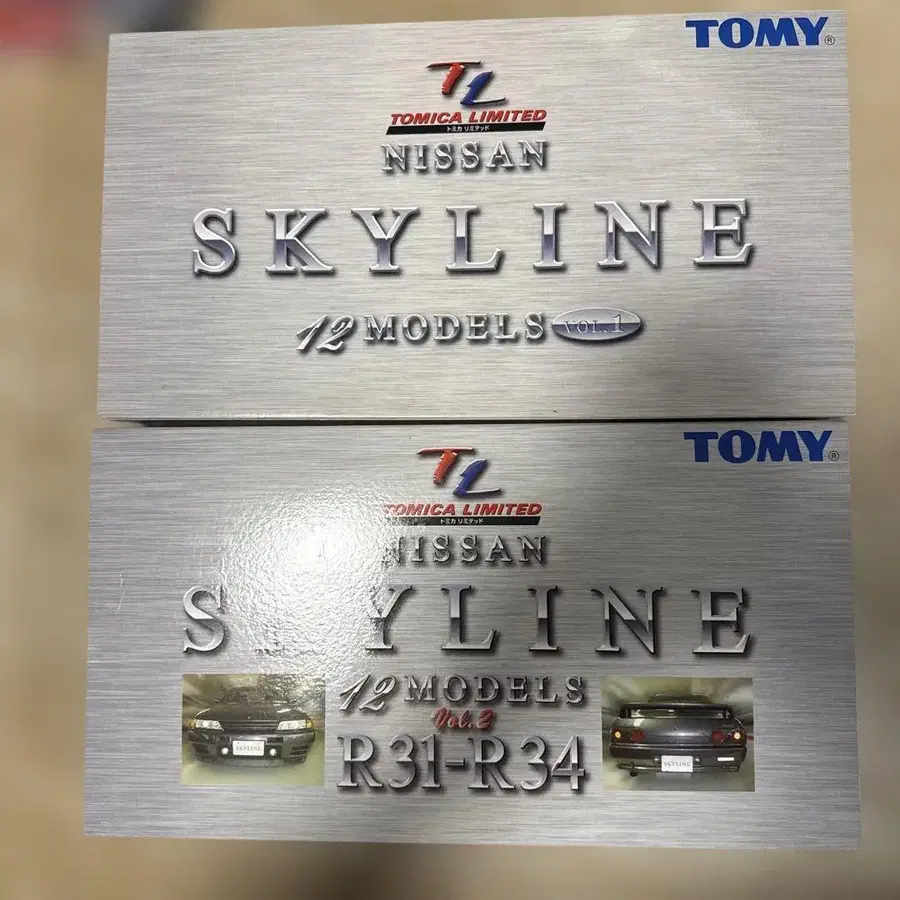 TOMY®
TL
TOMICA LIMITED
トミカ リミテッド
NISSAN
SKYLINE
12 MODELS VOL.1
TOMY®
TL
TOMICA LIMITED
トミカ リミテッド
NISSAN
SKYLINE
12 MODELS
Vol.2
R31-R34
SKYLINE
SKYLINE